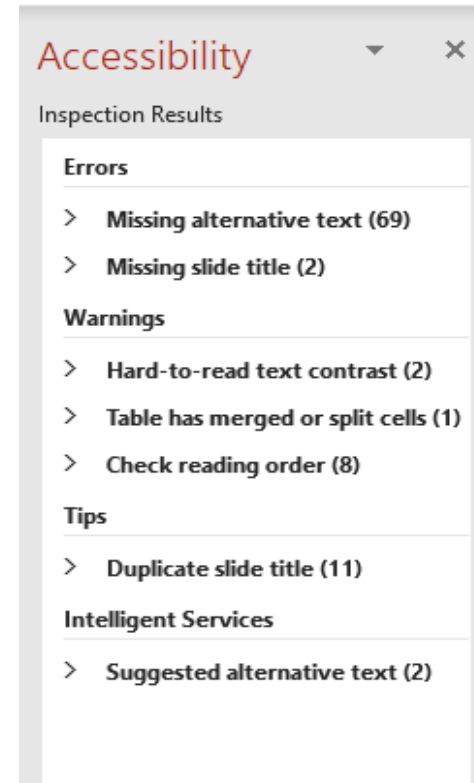 Accessibility
Inspection Results
Errors
Missing alternative text (69)
Missing slide title (2)
Warnings
Hard-to-read text contrast (2)
Table has merged or split cells (1)
Check reading order (8)
Tips
Duplicate slide title (11)
Intelligent Services
Suggested alternative text (2)